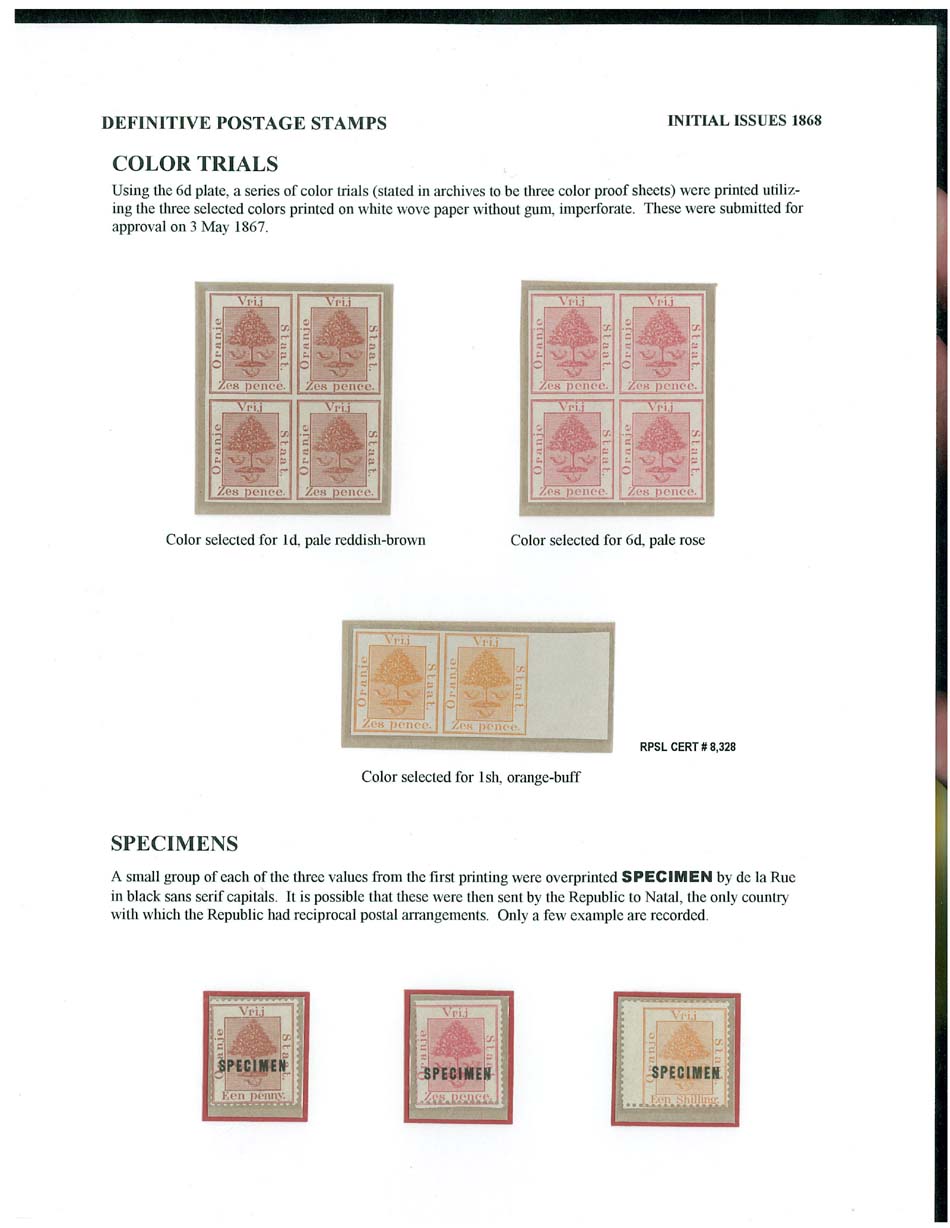 DEFINITIVE POSTAGE STAMPS
INITIAL ISSUES 1868
COLOR TRIALS
Using the 6d plate, a series of color trials (stated in archives to be three color proof sheets) were printed utiliz-
ing the three selected colors printed on white wove paper without gum, imperforate. These were submitted for
approval on 3 May 1867.
Vrij
Oranje
Staat.
Zes pence.
Vrij
Staat.
Zes pence.
Vrij
Oranje
Staat.
Zes pence.
Vrij
Oranje
Staat.
Zes pence.
Vrij
Oranje
Staat.
Zes pence.
Vrij
Oranje
Staat.
Zes pence.
Vrij
Oranje
Staat.
Zes pence.
Vrij
Oranje
Staat.
Zes pence.
Color selected for 1d, pale reddish-brown
Color selected for 6d, pale rose
Vrij
Oranje
Staat.
Zes pence.
Vrij
Oranje
Staat.
Zes pence.
RPSL CERT # 8,328
Color selected for 1sh, orange-buff
SPECIMENS
A small group of each of the three values from the first printing were overprinted SPECIMEN by de la Rue
in black sans serif capitals. It is possible that these were then sent by the Republic to Natal, the only country
with which the Republic had reciprocal postal arrangements. Only a few example are recorded.
Vrij
Oranje
Staat.
SPECIMEN
Een penny.
Vrij
Oranje
Staat.
SPECIMEN
Zes pence.
Vrij
Oranje
Staat.
SPECIMEN
Een Shilling.